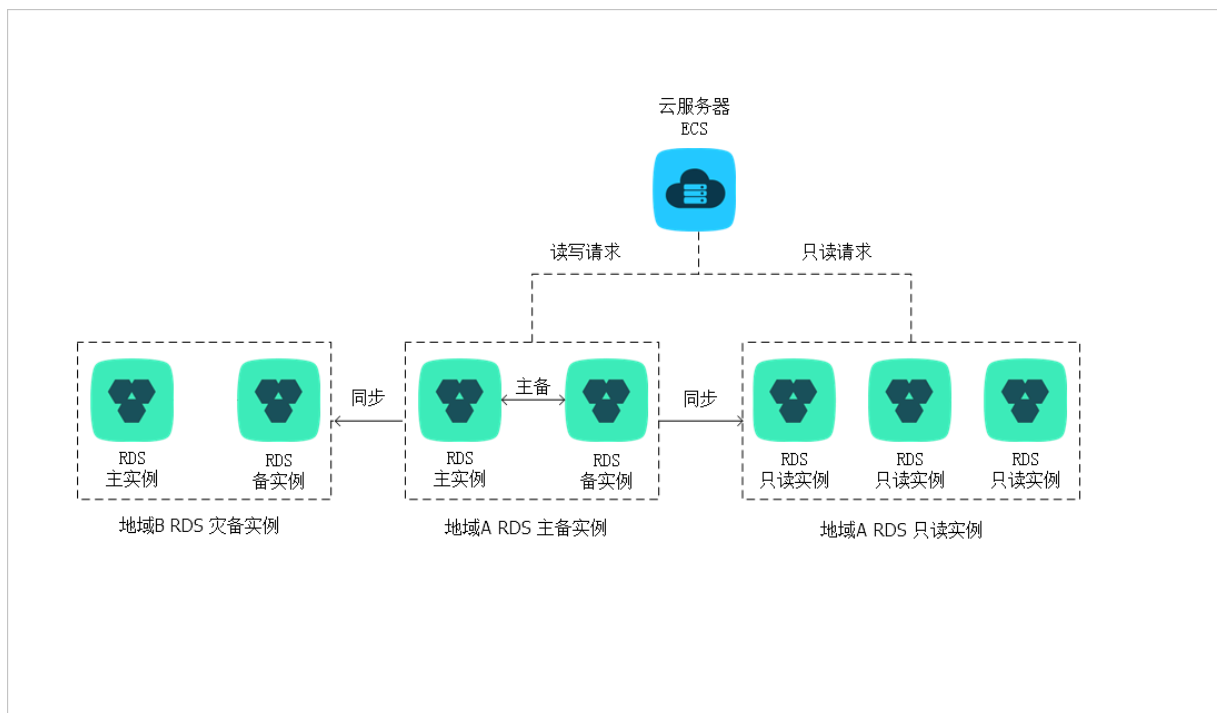 云服务器
ECS
读写请求
只读请求
主备
同步
同步
RDS
主实例
RDS
备实例
RDS
主实例
RDS
备实例
RDS
只读实例
RDS
只读实例
RDS
只读实例
地域B RDS 灾备实例
地域A RDS 主备实例
地域A RDS 只读实例